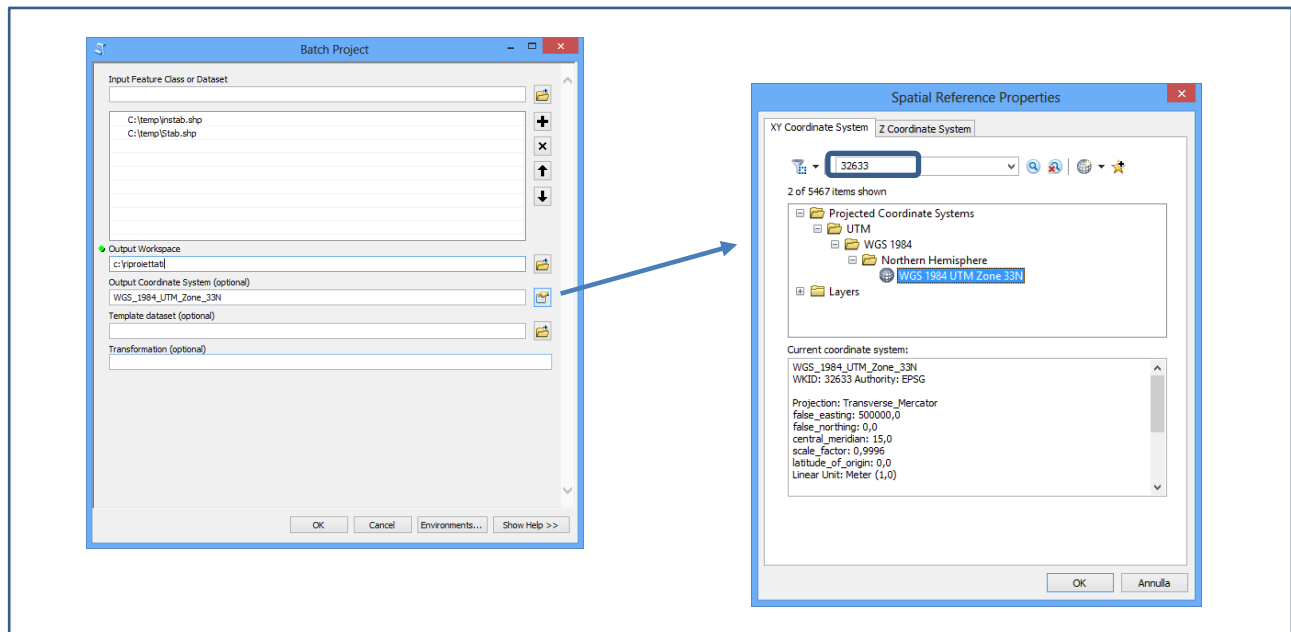 Batch Project
Input Feature Class or Dataset
C:\temp\instab.shp
C:\temp\Stab.shp
Output Workspace
c:\riproiettati
Output Coordinate System (optional)
WGS_1984_UTM_Zone_33N
Template dataset (optional)
Transformation (optional)
OK Cancel Environments... Show Help >>
Spatial Reference Properties
XY Coordinate System Z Coordinate System
32633
2 of 5467 items shown
Projected Coordinate Systems
UTM
WGS 1984
Northern Hemisphere
WGS 1984 UTM Zone 33N
Layers
Current coordinate system:
WGS_1984_UTM_Zone_33N
WKID: 32633 Authority: EPSG
Projection: Transverse_Mercator
false_easting: 500000,0
false_northing: 0,0
central_meridian: 15,0
scale_factor: 0,9996
latitude_of_origin: 0,0
Linear Unit: Meter (1,0)
OK Annulla